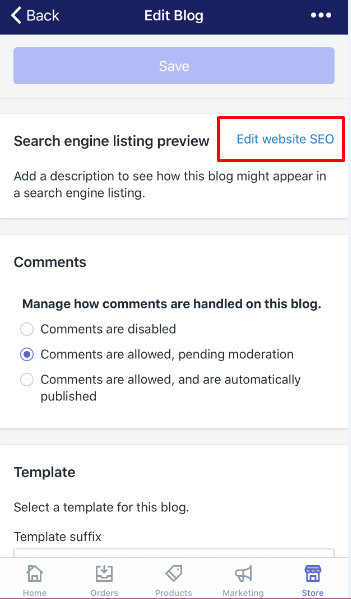 Back
Edit Blog
Save
Search engine listing preview
Edit website SEO
Add a description to see how this blog might appear in
a search engine listing.
Comments
Manage how comments are handled on this blog.
Comments are disabled
Comments are allowed, pending moderation
Comments are allowed, and are automatically
published
Template
Select a template for this blog.
Template suffix
Home
Orders
Products
Marketing
Store